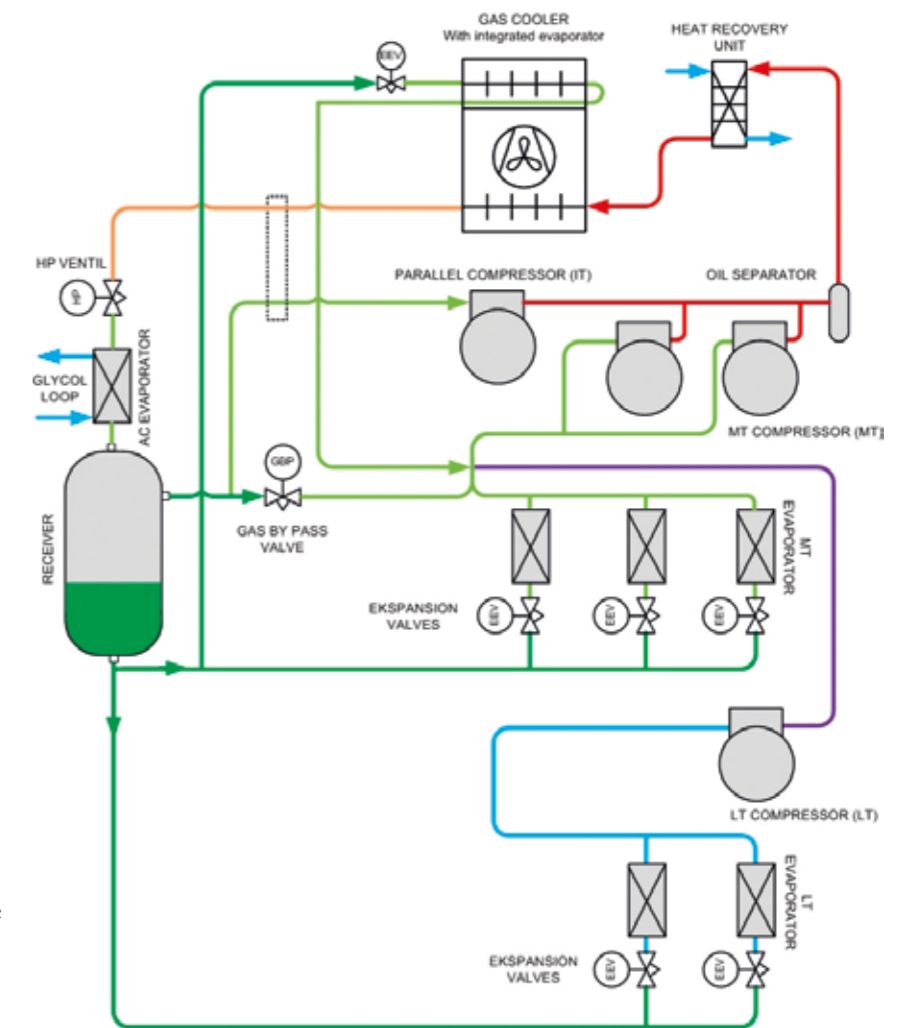 GAS COOLER
With integrated evaporator
HEAT RECOVERY
UNIT
EEV
HP VENTIL
HP
PARALLEL COMPRESSOR (IT)
OIL SEPARATOR
GLYCOL
LOOP
AC EVAPORATOR
MT COMPRESSOR (MT)
GBP
GAS BY PASS
VALVE
RECEIVER
MT
EVAPORATOR
EKSPANSION
VALVES
EEV
EEV
EEV
LT COMPRESSOR (LT)
LT
EVAPORATOR
EKSPANSION
VALVES
EEV
EEV